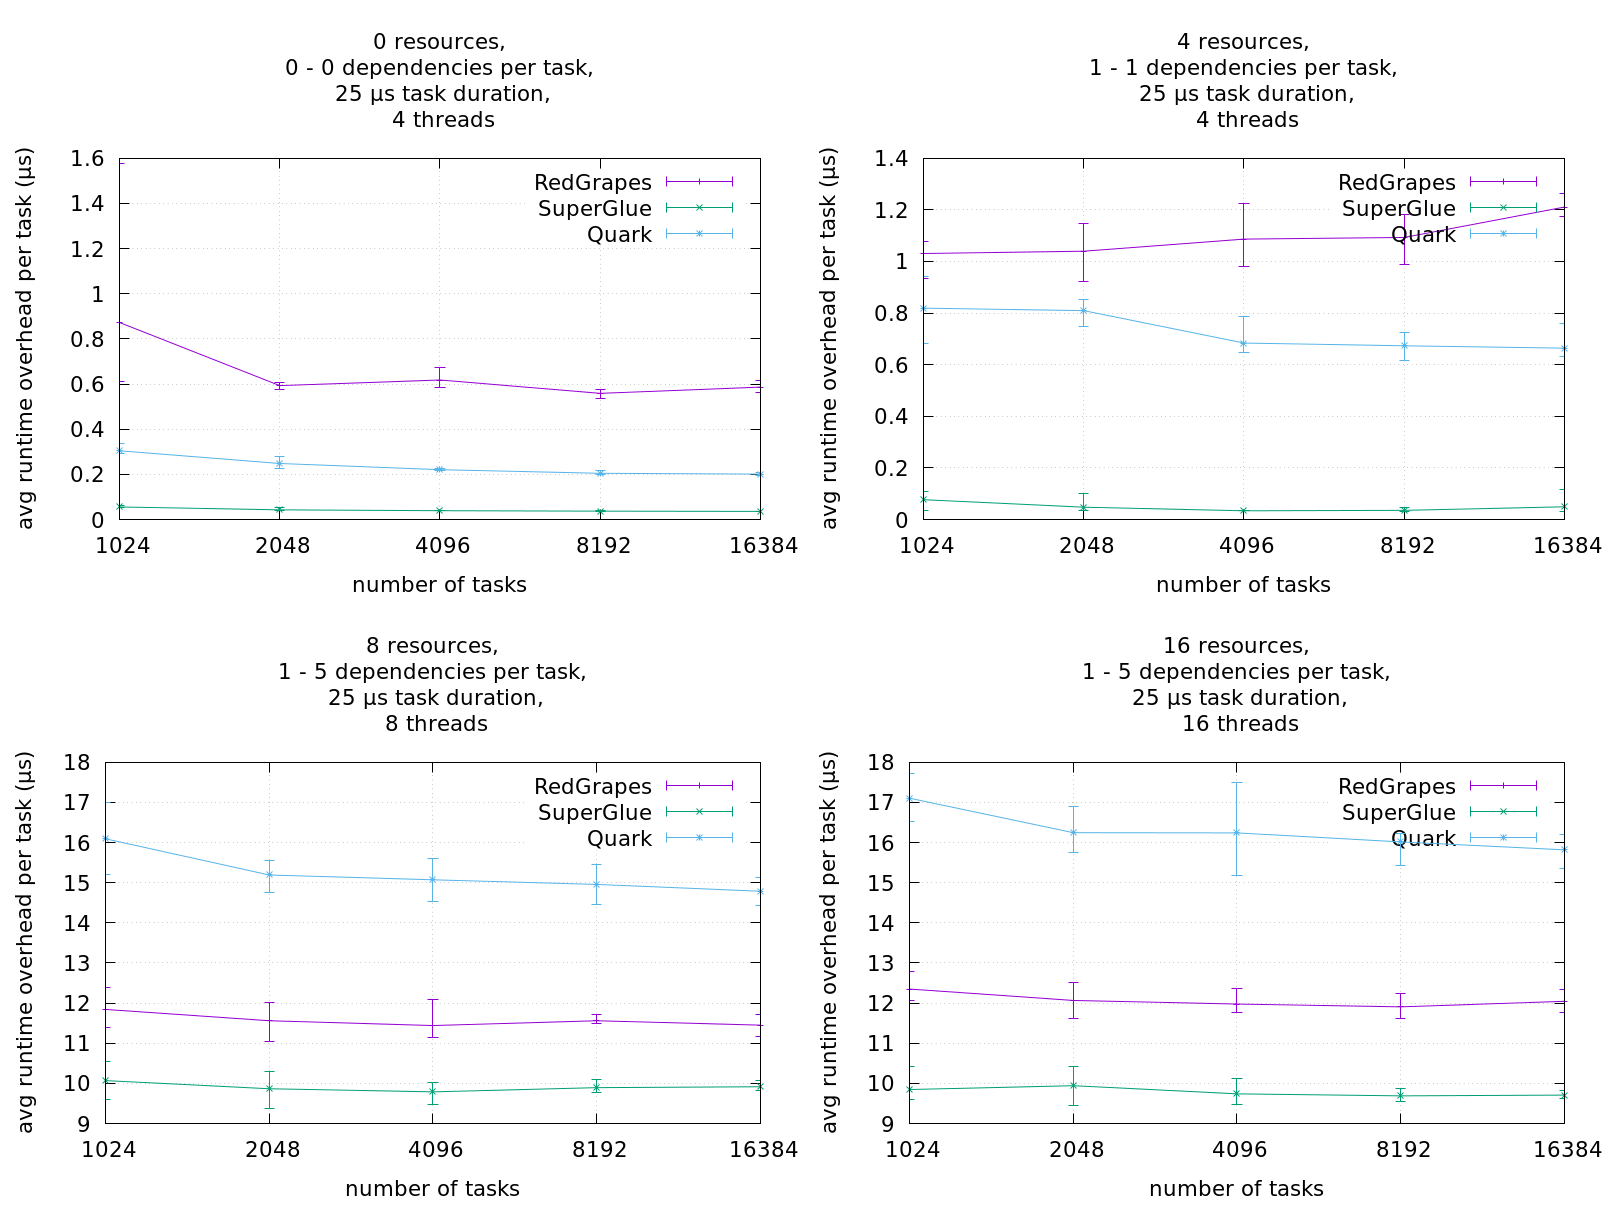 0 resources,
0 - 0 dependencies per task,
25 µs task duration,
4 threads
avg runtime overhead per task (µs)
1.6
1.4
1.2
1
0.8
0.6
0.4
0.2
0
RedGrapes
SuperGlue
Quark
1024 2048 4096 8192 16384
number of tasks
4 resources,
1 - 1 dependencies per task,
25 µs task duration,
4 threads
avg runtime overhead per task (µs)
1.4
1.2
1
0.8
0.6
0.4
0.2
0
RedGrapes
SuperGlue
Quark
1024 2048 4096 8192 16384
number of tasks
8 resources,
1 - 5 dependencies per task,
25 µs task duration,
8 threads
avg runtime overhead per task (µs)
18
17
16
15
14
13
12
11
10
9
RedGrapes
SuperGlue
Quark
1024 2048 4096 8192 16384
number of tasks
16 resources,
1 - 5 dependencies per task,
25 µs task duration,
16 threads
avg runtime overhead per task (µs)
18
17
16
15
14
13
12
11
10
9
RedGrapes
SuperGlue
Quark
1024 2048 4096 8192 16384
number of tasks